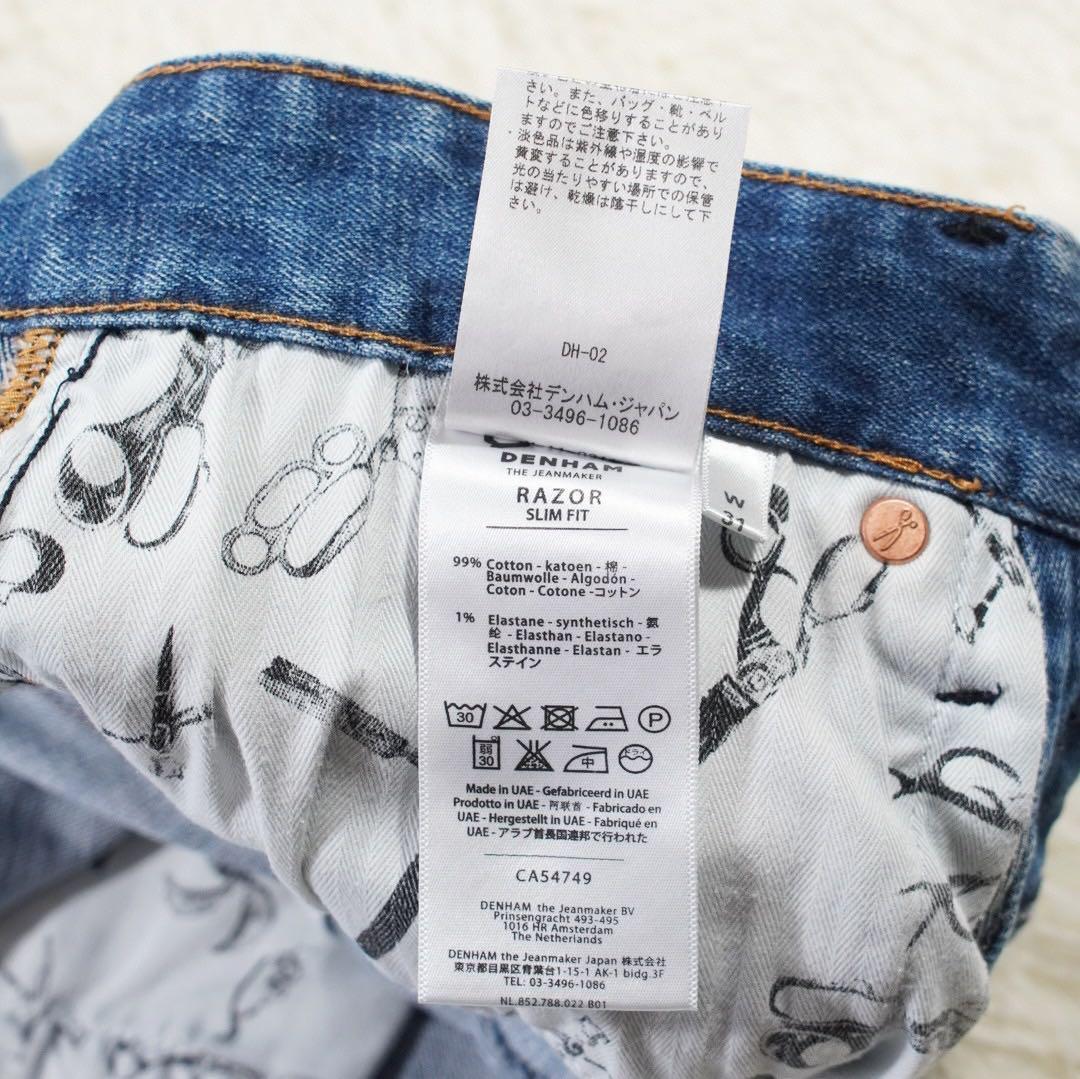 さい。また、バッグ・靴・ベル
トなどに色移りすることがあり
ますのでご注意下さい。
・淡色品は紫外線や湿度の影響で
黄変することがありますので、
光の当たりやすい場所での保管
は避け、乾燥は陰干しにして下
さい。
DH-02
株式会社デンハム・ジャパン
03-3496-1086
DENHAM
THE JEANMAKER
RAZOR
SLIM FIT
W
31
99% Cotton - katoen - 棉 -
Baumwolle - Algodón -
Coton - Cotone -コットン
1% Elastane - synthetisch - 氨
纶 - Elasthan - Elastano -
Elasthanne - Elastan - エラ
ステイン
30 P
弱 30 中 ドライ
Made in UAE - Gefabriceerd in UAE
Prodotto in UAE - 阿联酋 - Fabricado en
UAE - Hergestellt in UAE - Fabriqué en
UAE - アラブ首長国連邦で行われた
CA54749
DENHAM the Jeanmaker BV
Prinsengracht 493-495
1016 HR Amsterdam
The Netherlands
DENHAM the Jeanmaker Japan 株式会社
東京都目黒区青葉台1-15-1 AK-1 bidg.3F
TEL: 03-3496-1086
NL.852.788.022 B01